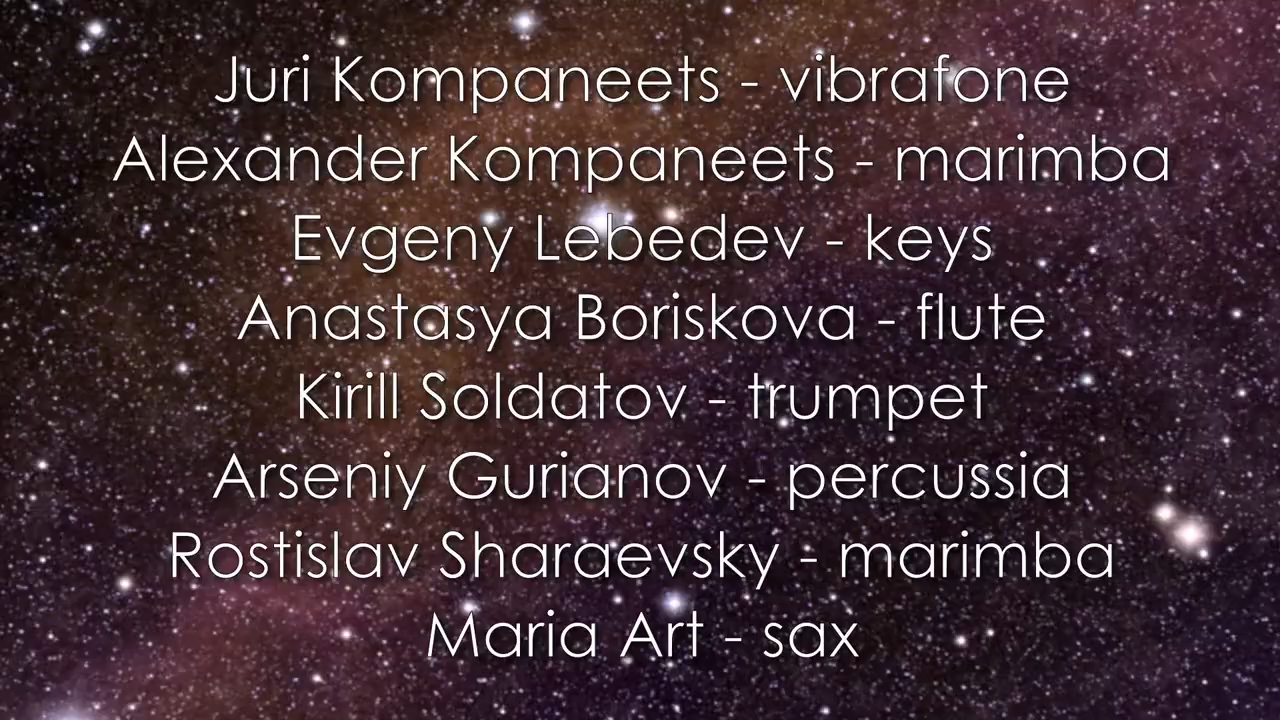 Juri Kompaneets - vibrafone
Alexander Kompaneets - marimba
Evgeny Lebedev - keys
Anastasya Boriskova - flute
Kirill Soldatov - trumpet
Arseniy Gurianov - percussia
Rostislav Sharaevsky - marimba
Maria Art - sax